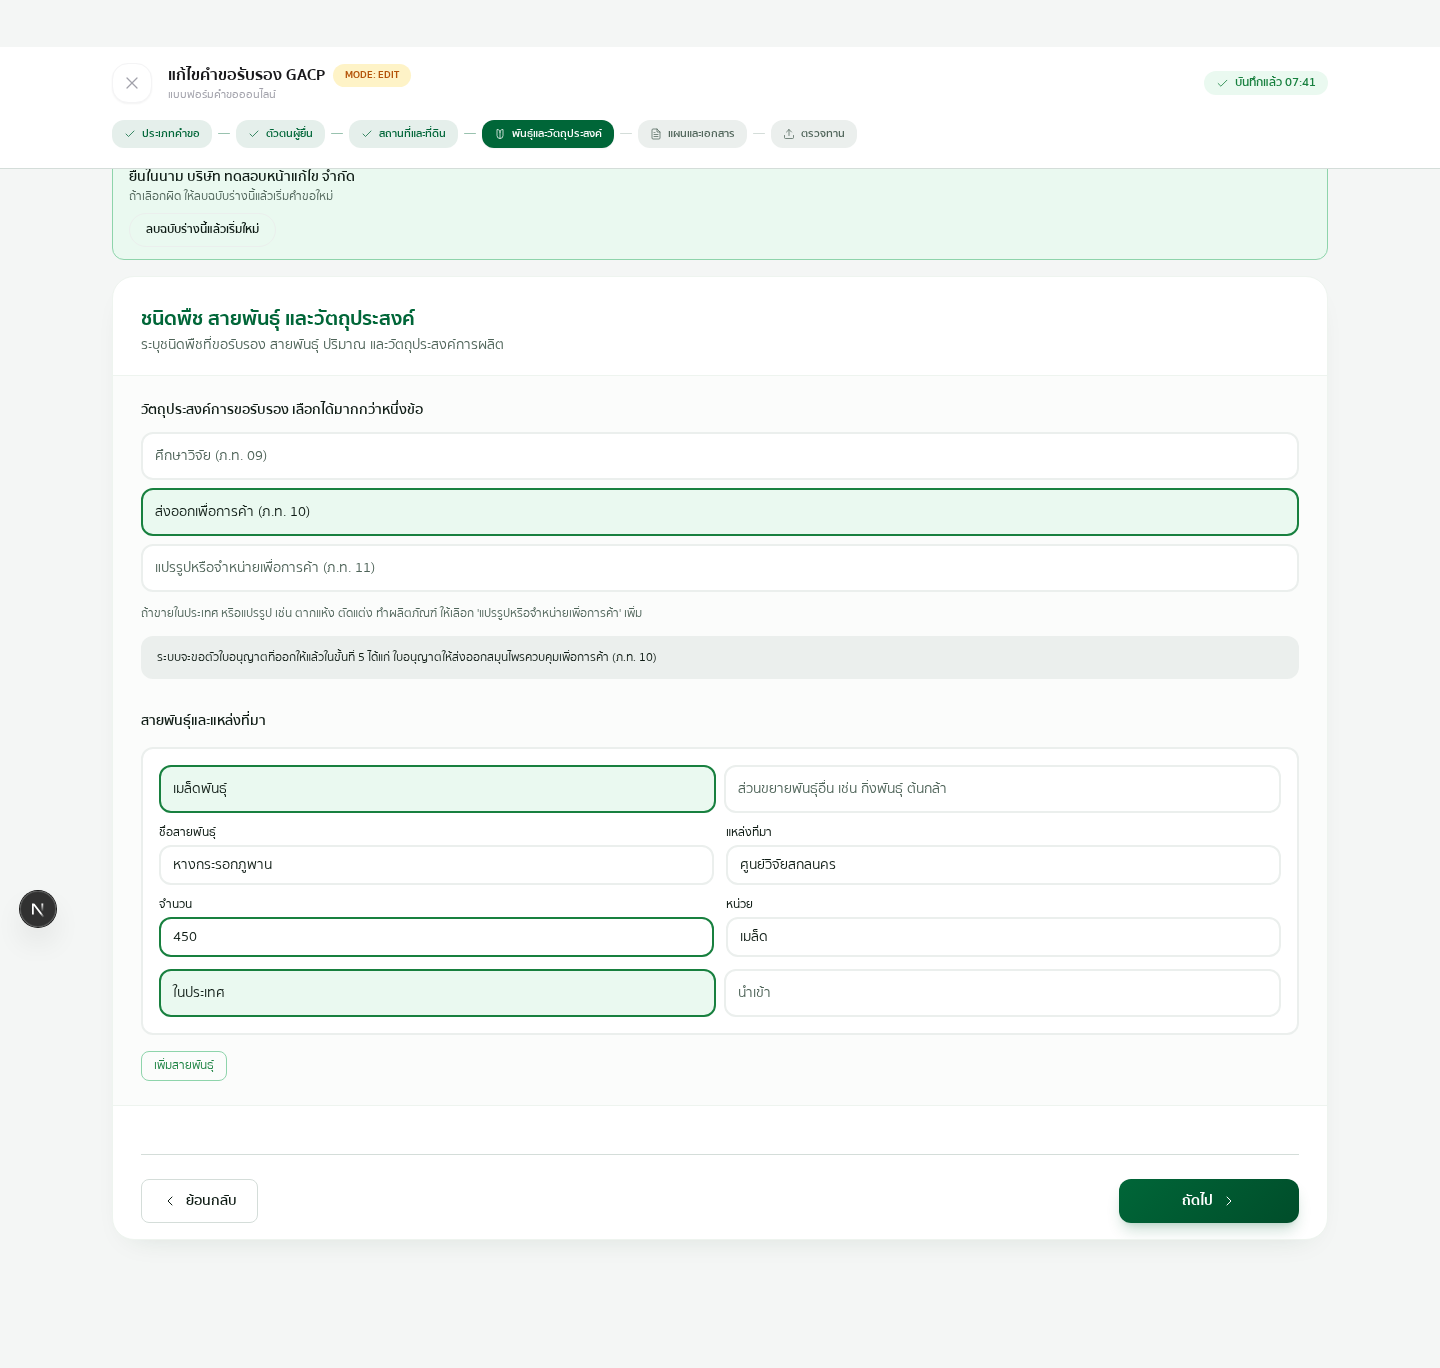 แก้ไขคำขอรับรอง GACP
MODE: EDIT
แบบฟอร์มคำขอออนไลน์
บันทึกแล้ว 07:41
ประเภทคำขอ
ตัวตนผู้ยื่น
สถานที่และที่ดิน
พันธุ์และวัตถุประสงค์
แผนและเอกสาร
ตรวจทาน
ยื่นในนาม บริษัท ทดสอบหน้าแก้ไข จำกัด
ถ้าเลือกผิด ให้ลบฉบับร่างนี้แล้วเริ่มคำขอใหม่
ลบฉบับร่างนี้แล้วเริ่มใหม่
ชนิดพืช สายพันธุ์ และวัตถุประสงค์
ระบุชนิดพืชที่ขอรับรอง สายพันธุ์ ปริมาณ และวัตถุประสงค์การผลิต
วัตถุประสงค์การขอรับรอง เลือกได้มากกว่าหนึ่งข้อ
ศึกษาวิจัย (ภ.ท. 09)
ส่งออกเพื่อการค้า (ภ.ท. 10)
แปรรูปหรือจำหน่ายเพื่อการค้า (ภ.ท. 11)
ถ้าขายในประเทศ หรือแปรรูป เช่น ตากแห้ง ตัดแต่ง ทำผลิตภัณฑ์ ให้เลือก 'แปรรูปหรือจำหน่ายเพื่อการค้า' เพิ่ม
ระบบจะขอตัวใบอนุญาตที่ออกให้แล้วในขั้นที่ 5 ได้แก่ ใบอนุญาตให้ส่งออกสมุนไพรควบคุมเพื่อการค้า (ภ.ท. 10)
สายพันธุ์และแหล่งที่มา
เมล็ดพันธุ์
ส่วนขยายพันธุ์อื่น เช่น กิ่งพันธุ์ ต้นกล้า
ชื่อสายพันธุ์
แหล่งที่มา
หางกระรอกภูพาน
ศูนย์วิจัยสกลนคร
จำนวน
หน่วย
450
เมล็ด
ในประเทศ
นำเข้า
เพิ่มสายพันธุ์
ย้อนกลับ
ถัดไป